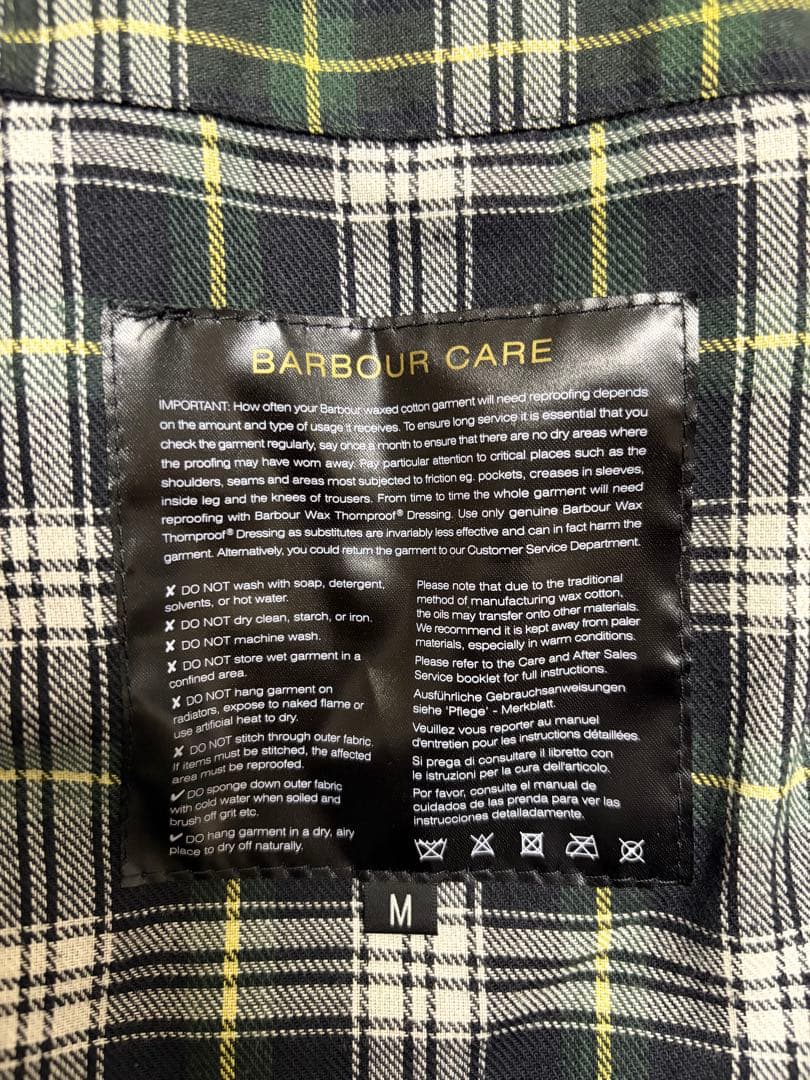 BARBOUR CARE
IMPORTANT: How often your Barbour waxed cotton garment will need reproofing depends
on the amount and type of usage it receives. To ensure long service it is essential that you
check the garment regularly, say once a month to ensure that there are no dry areas where
the proofing may have worn away. Pay particular attention to critical places such as the
shoulders, seams and areas most subjected to friction eg. pockets, creases in sleeves,
inside leg and the knees of trousers. From time to time the whole garment will need
reproofing with Barbour Wax Thornproof® Dressing. Use only genuine Barbour Wax
Thornproof® Dressing as substitutes are invariably less effective and can in fact harm the
garment. Alternatively, you could return the garment to our Customer Service Department.
✘ DO NOT wash with soap, detergent,
solvents, or hot water.
✘ DO NOT dry clean, starch, or iron.
✘ DO NOT machine wash.
✘ DO NOT store wet garment in a
confined area.
✘ DO NOT hang garment on
radiators, expose to naked flame or
use artificial heat to dry.
✘ DO NOT stitch through outer fabric.
If items must be stitched, the affected
area must be reproofed.
✔ DO sponge down outer fabric
with cold water when soiled and
brush off grit etc.
✔ DO hang garment in a dry, airy
place to dry off naturally.
Please note that due to the traditional
method of manufacturing wax cotton,
the oils may transfer onto other materials.
We recommend it is kept away from paler
materials, especially in warm conditions.
Please refer to the Care and After Sales
Service booklet for full instructions.
Ausführliche Gebrauchsanweisungen
siehe 'Pflege' - Merkblatt.
Veuillez vous reporter au manuel
d'entretien pour les instructions détaillées.
Si prega di consultare il libretto con
le istruzioni per la cura dell'articolo.
Por favor, consulte el manual de
cuidados de las prenda para ver las
instrucciones detalladamente.
M